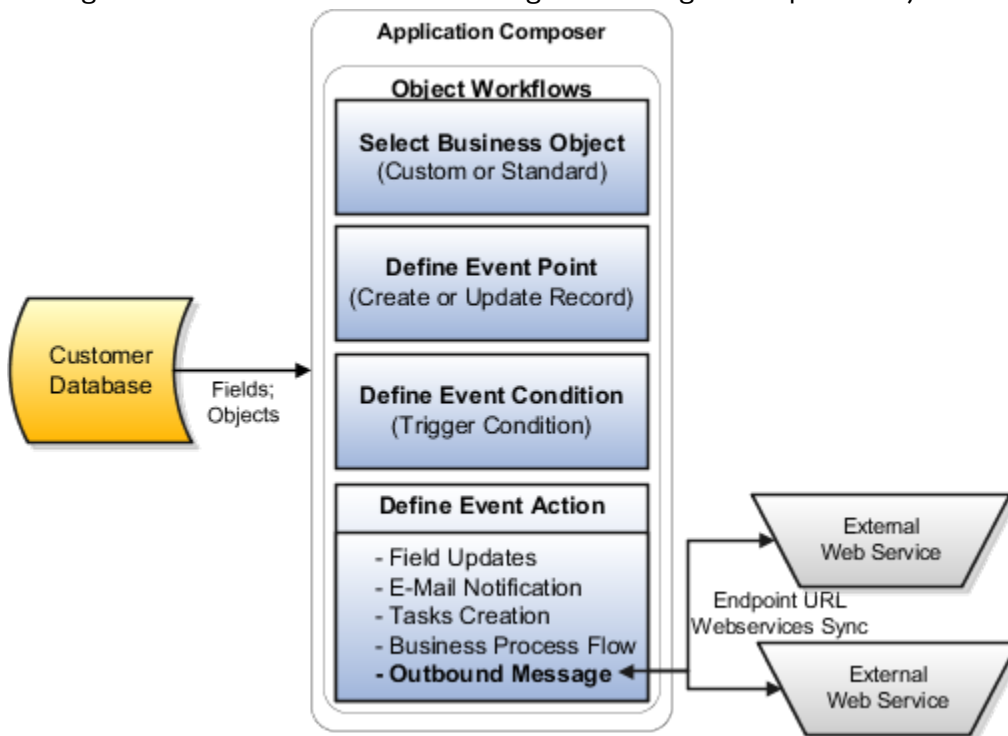 Application Composer
Object Workflows
Select Business Object
(Custom or Standard)
Define Event Point
(Create or Update Record)
Customer
Database
Fields;
Objects
Define Event Condition
(Trigger Condition)
Define Event Action
- Field Updates
- E-Mail Notification
- Tasks Creation
- Business Process Flow
- Outbound Message
External
Web Service
Endpoint URL
Webservices Sync
External
Web Service